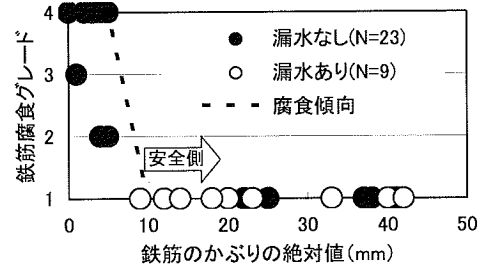 4
3
2
1
鉄筋腐食グレード
漏水なし(N=23)
漏水あり(N=9)
腐食傾向
安全側
0 10 20 30 40 50
鉄筋のかぶりの絶対値(mm)